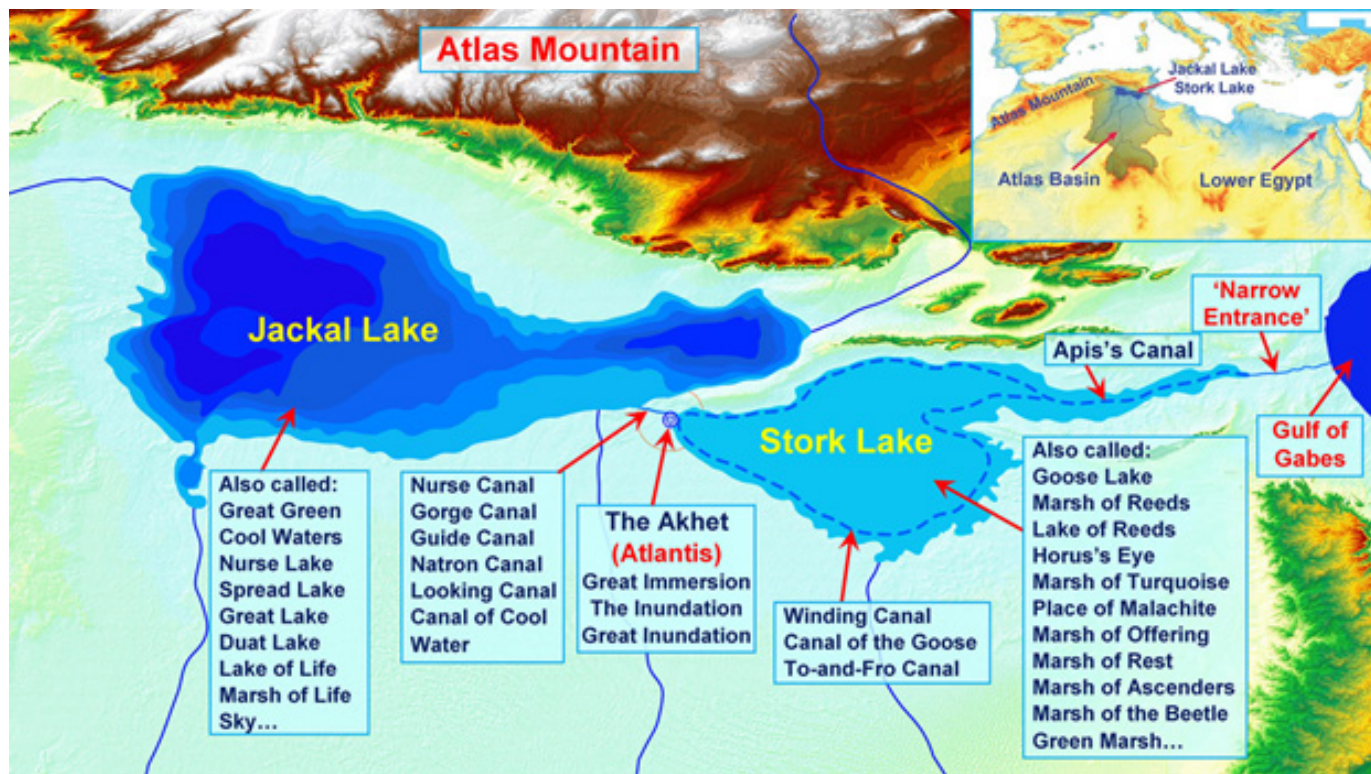 Atlas Mountain
Jackal Lake
Stork Lake
Atlas Mountain
Atlas Basin
Lower Egypt
Jackal Lake
Stork Lake
'Narrow
Entrance'
Apis's Canal
Gulf of
Gabes
Also called:
Great Green
Cool Waters
Nurse Lake
Spread Lake
Great Lake
Duat Lake
Lake of Life
Marsh of Life
Sky...
Nurse Canal
Gorge Canal
Guide Canal
Natron Canal
Looking Canal
Canal of Cool
Water
The Akhet
(Atlantis)
Great Immersion
The Inundation
Great Inundation
Winding Canal
Canal of the Goose
To-and-Fro Canal
Also called:
Goose Lake
Marsh of Reeds
Lake of Reeds
Horus's Eye
Marsh of Turquoise
Place of Malachite
Marsh of Offering
Marsh of Rest
Marsh of Ascenders
Marsh of the Beetle
Green Marsh...